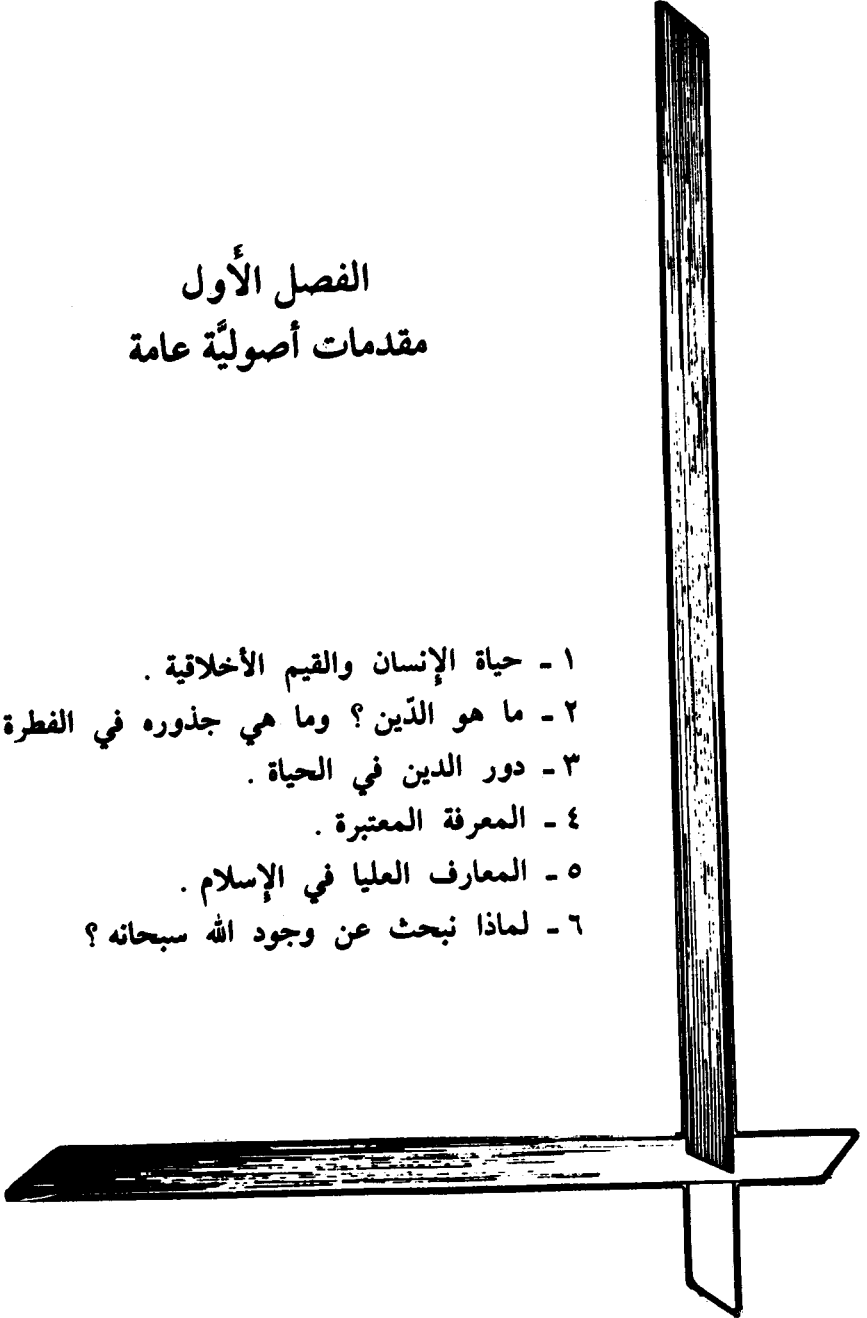 الفصل الأَول
مقدمات أصوليَّة عامة
١ ـ حياة الإنسان والقيم الأخلاقية .
٢ ـ ما هو الدّين ؟ وما هي جذوره في الفطرة
٣ ـ دور الدين في الحياة .
٤ ـ المعرفة المعتبرة .
٥ ـ المعارف العليا في الإسلام .
٦ ـ لماذا نبحث عن وجود الله سبحانه ؟